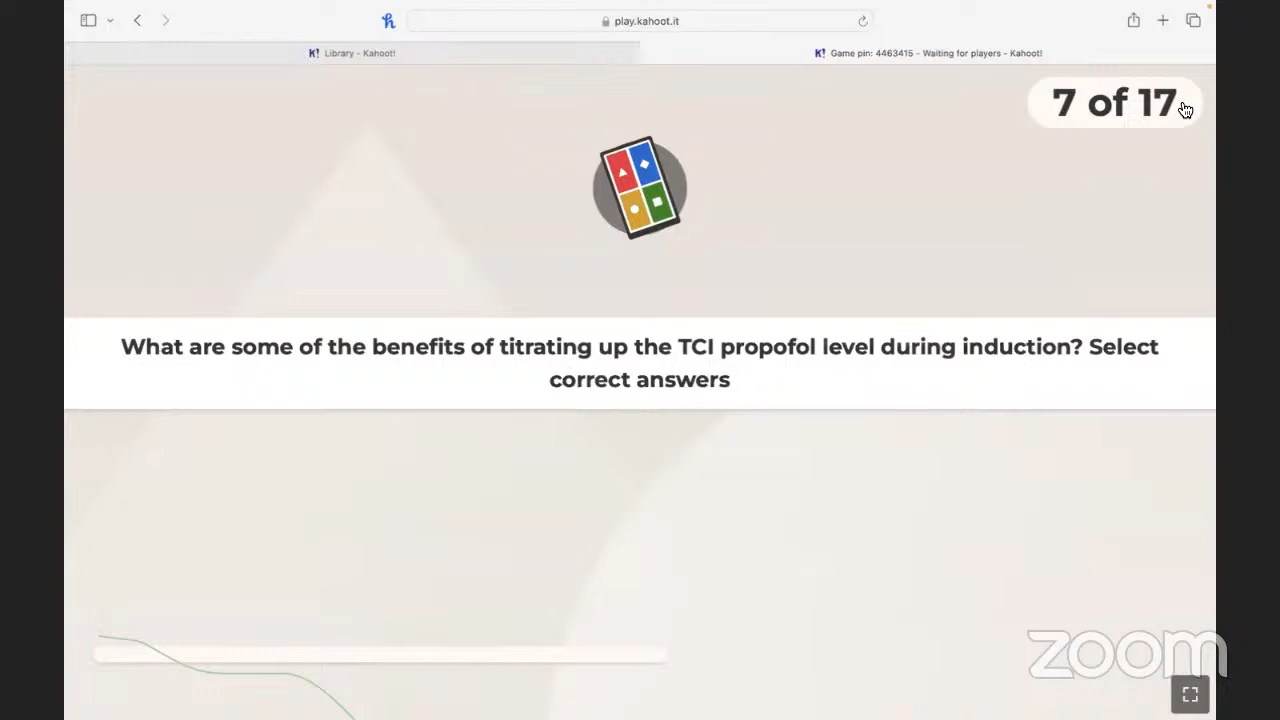 play.kahoot.it
K! Library - Kahoot!
K! Game pin: 4463415 - Waiting for players - Kahoot!
7 of 17
What are some of the benefits of titrating up the TCI propofol level during induction? Select
correct answers
zoom